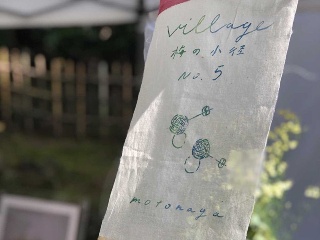 village
梅の小径
No. 5
motonaga